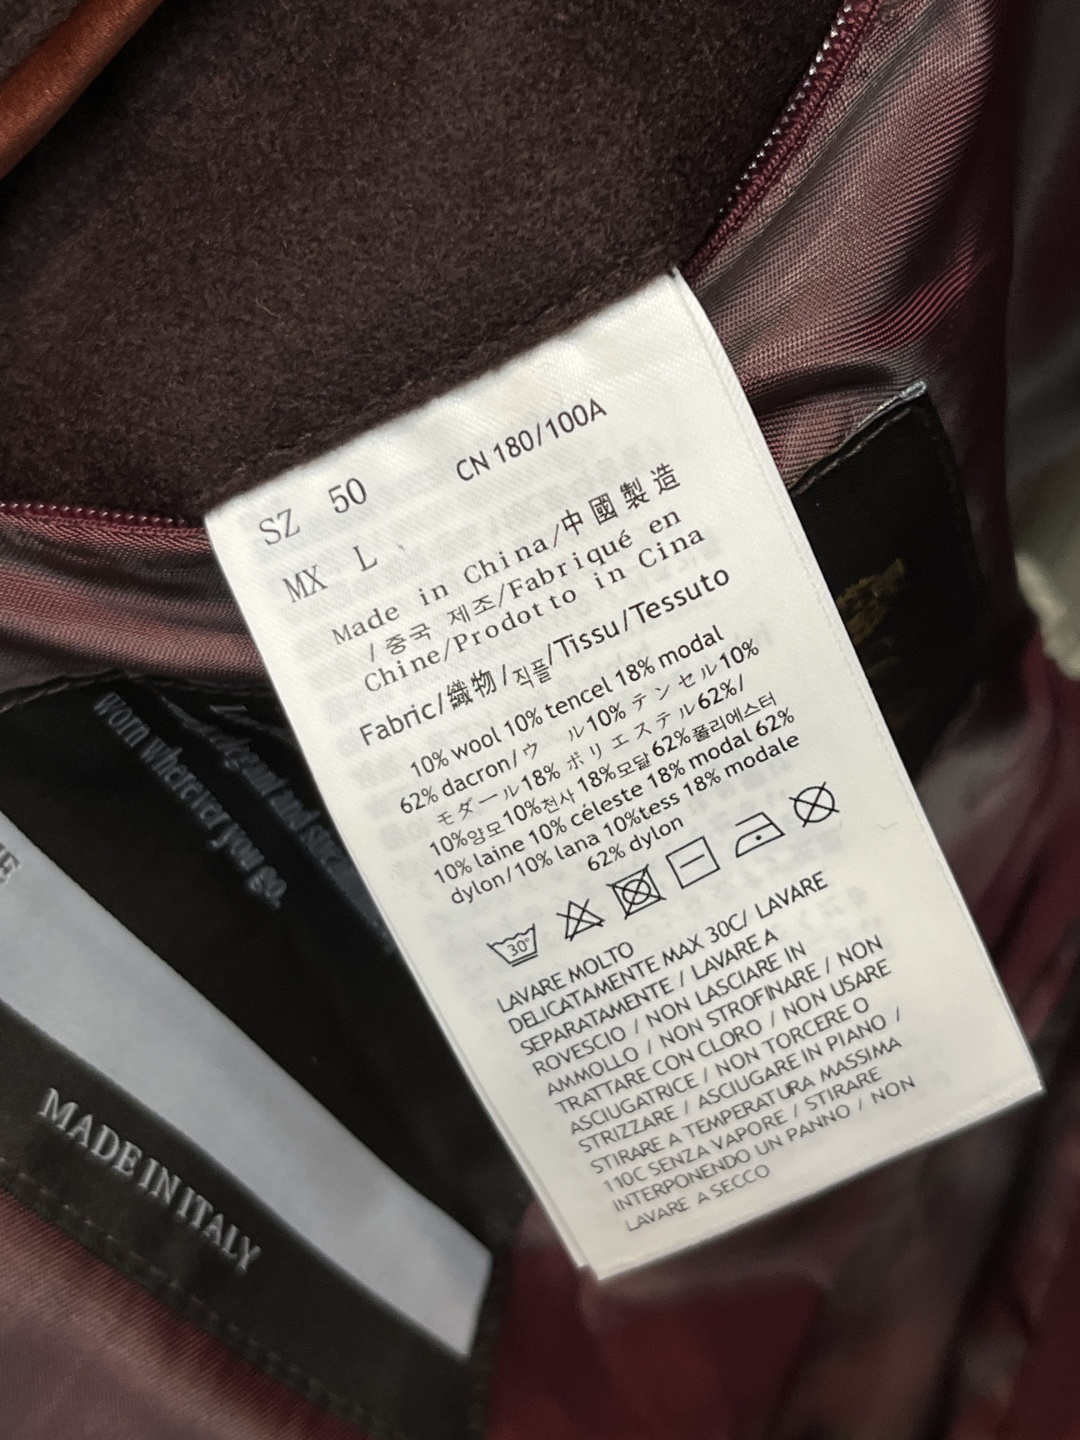 SZ 50 CN 180/100A
MX L
Made in China/中國製造
/중국 제조/Fabriqué en
Chine/Prodotto in Cina
Fabric/織物/직플/Tissu/Tessuto
10% wool 10% tencel 18% modal
62% dacron/ウール10% テンセル10%
モダール18% ポリエステル62%/
10%양모10%천사 18%모달 62%폴리에스터
10% laine 10% céleste 18% modal 62%
dylon/10% lana 10%tess 18% modale
62% dylon
30°
LAVARE MOLTO
DELICATAMENTE MAX 30C/ LAVARE
SEPARATAMENTE / LAVARE A
ROVESCIO / NON LASCIARE IN
AMMOLLO / NON STROFINARE / NON
TRATTARE CON CLORO / NON USARE
ASCIUGATRICE / NON TORCERE O
STRIZZARE / ASCIUGARE IN PIANO /
STIRARE A TEMPERATURA MASSIMA
110C SENZA VAPORE / STIRARE
INTERPONENDO UN PANNO / NON
LAVARE A SECCO
worn wherever you go.
MADE IN ITALY